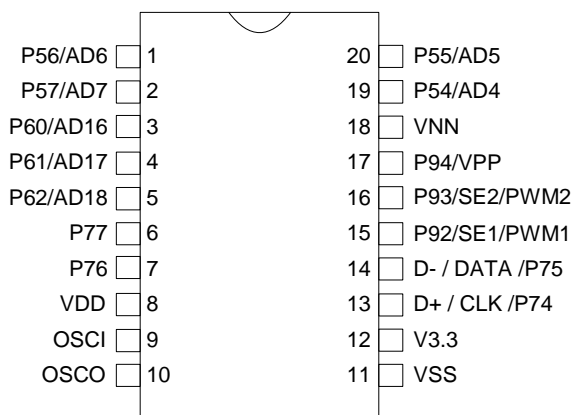 P56/AD6 1 20 P55/AD5
P57/AD7 2 19 P54/AD4
P60/AD16 3 18 VNN
P61/AD17 4 17 P94/VPP
P62/AD18 5 16 P93/SE2/PWM2
P77 6 15 P92/SE1/PWM1
P76 7 14 D- / DATA /P75
VDD 8 13 D+ / CLK /P74
OSCI 9 12 V3.3
OSCO 10 11 VSS